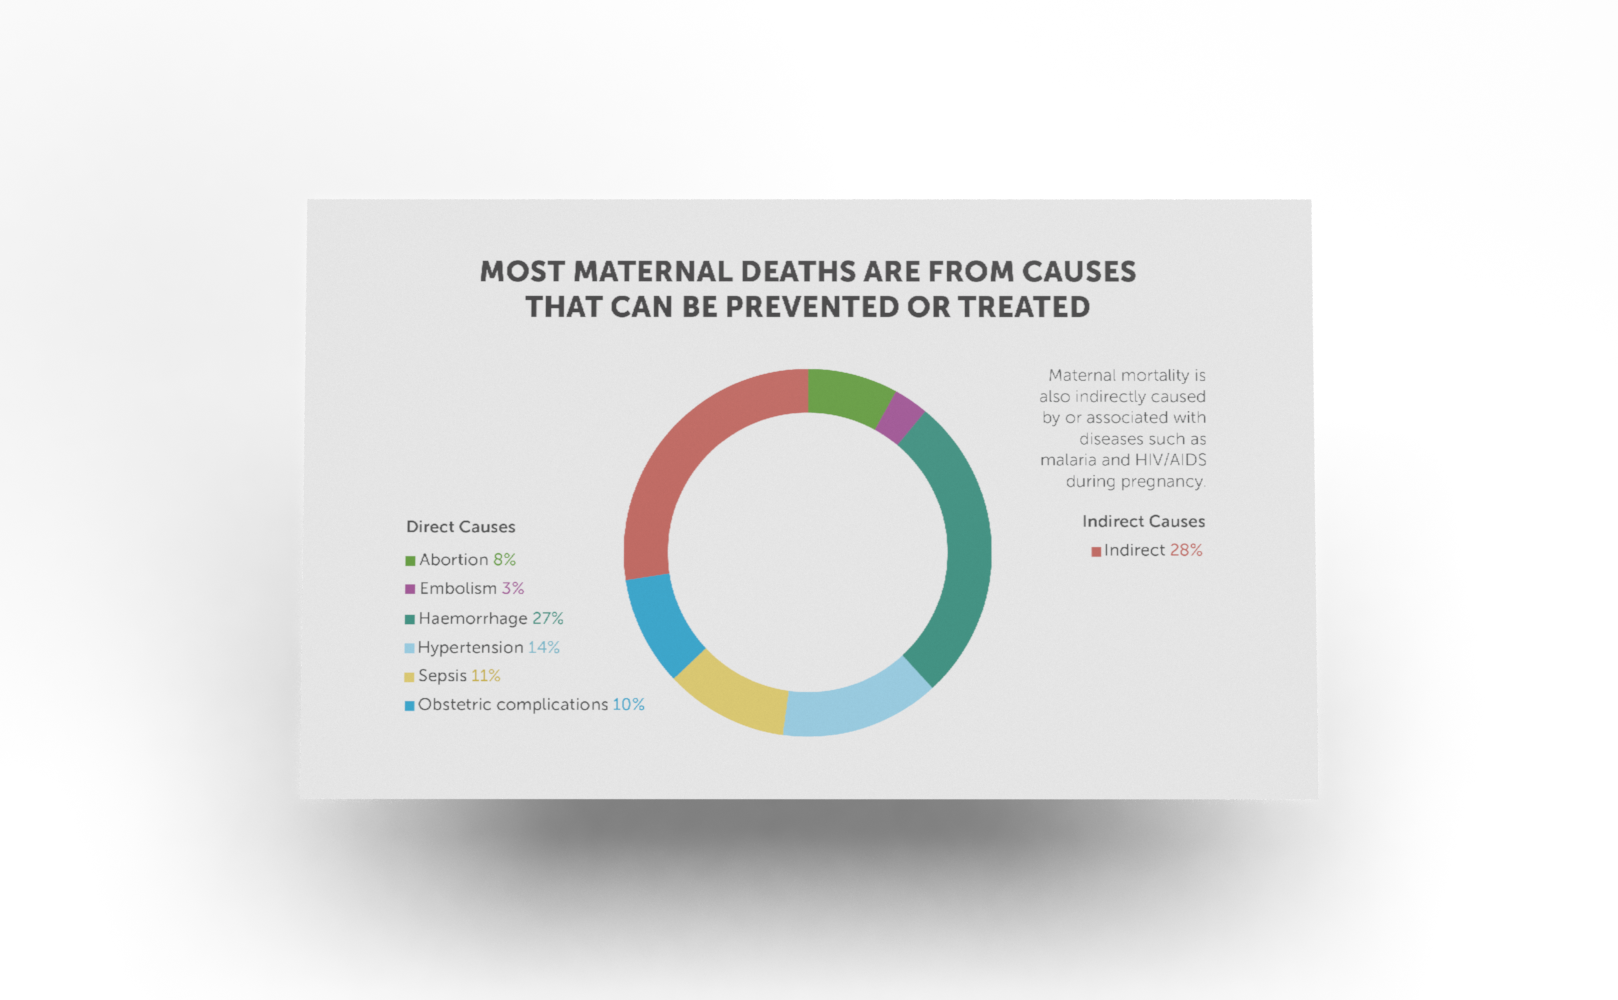 MOST MATERNAL DEATHS ARE FROM CAUSES
THAT CAN BE PREVENTED OR TREATED
Maternal mortality is
also indirectly caused
by or associated with
diseases such as
malaria and HIV/AIDS
during pregnancy.
Direct Causes
Abortion 8%
Embolism 3%
Haemorrhage 27%
Hypertension 14%
Sepsis 11%
Obstetric complications 10%
Indirect Causes
Indirect 28%